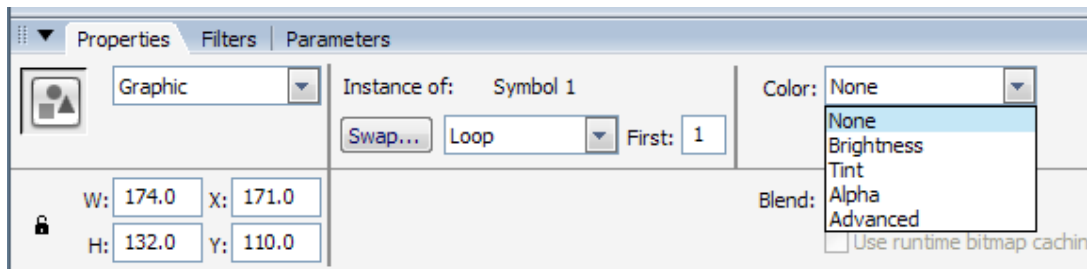 Properties Filters Parameters
Graphic Instance of: Symbol 1 Color: None
None
Swap... Loop First: 1
Brightness
Tint
W: 174.0 X: 171.0 Blend: Alpha
Advanced
H: 132.0 Y: 110.0 Use runtime bitmap